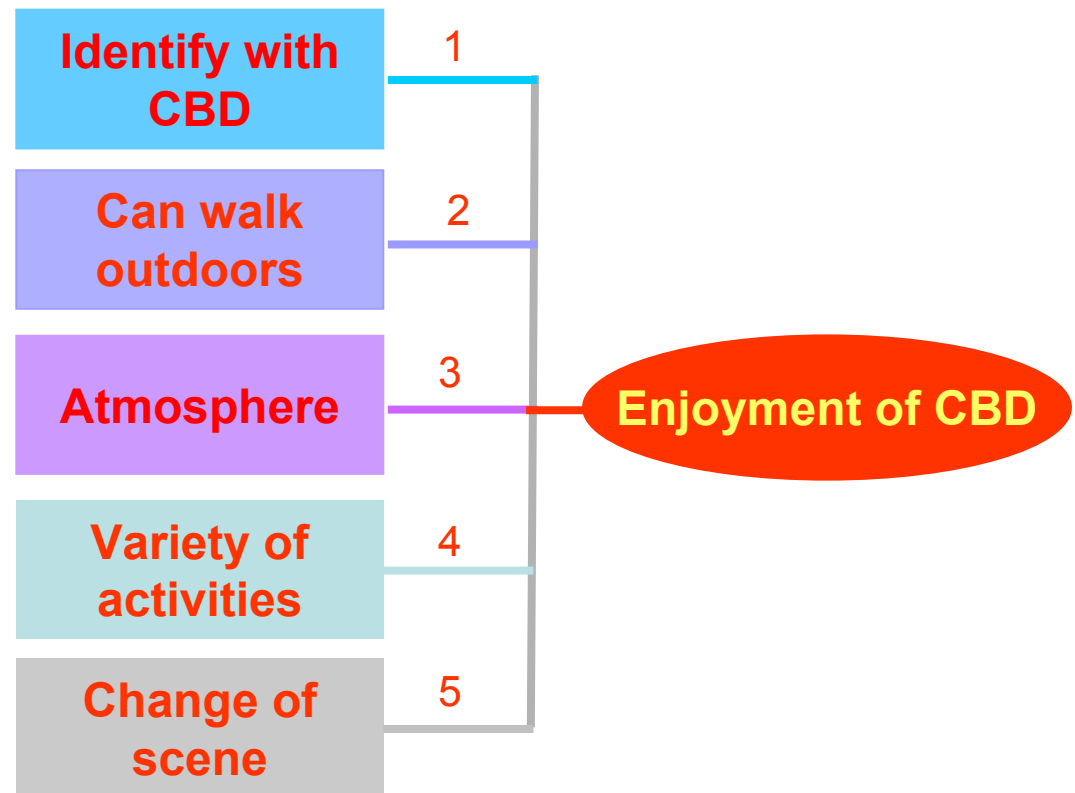 Identify with
CBD
1
Can walk
outdoors
2
Atmosphere
3
Enjoyment of CBD
Variety of
activities
4
Change of
scene
5